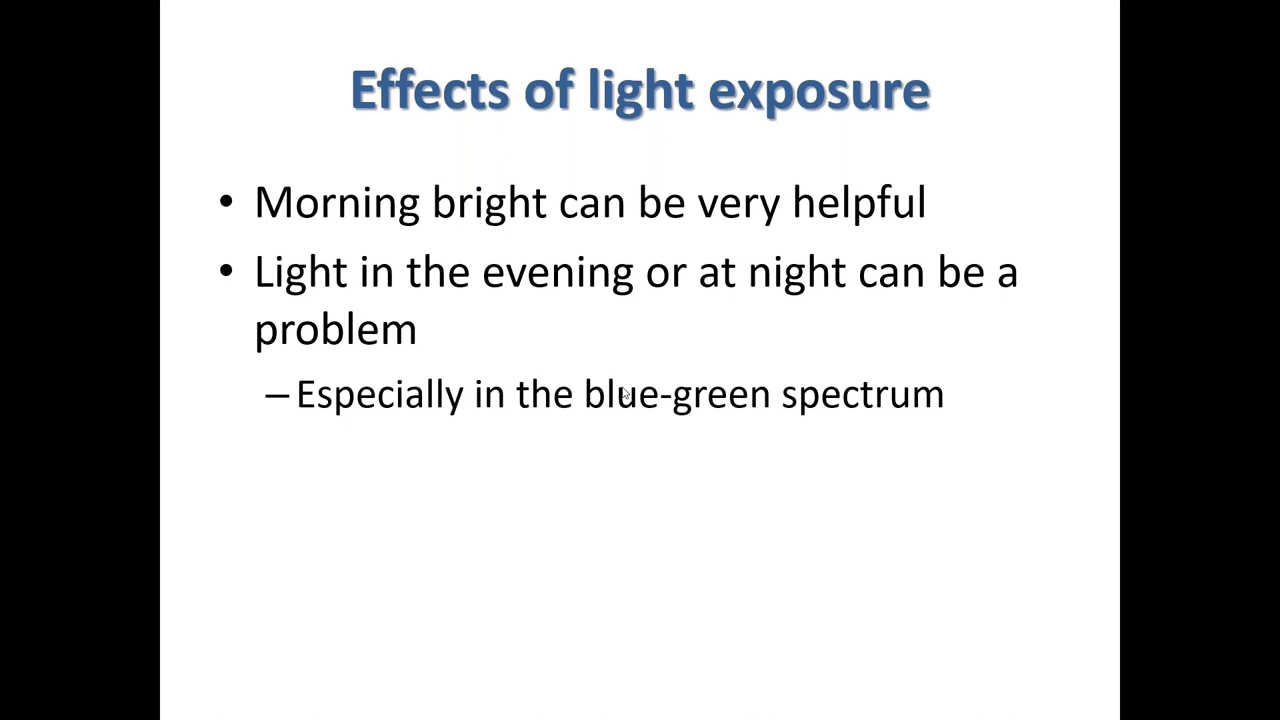 Effects of light exposure
• Morning bright can be very helpful
• Light in the evening or at night can be a
problem
– Especially in the blue-green spectrum